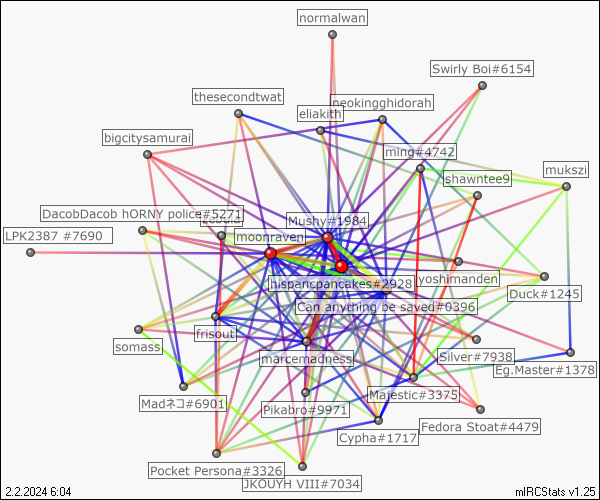 normalwan
Swirly Boi#6154
thesecondtwat
neokingghidorah
eliakith
bigcitysamurai
ming#4742
mukszi
shawntee9
DacobDacob hORNY police#5271
Mushy#1984
LPK2387 #7690
moonraven
yoshimanden
hispancpancakes#2928
Duck#1245
Can anything be saved#0396
frisout
somass
marcemadness
Silver#7938
Eg.Master#1378
Majestic#3375
Madネコ#6901
Pikabro#9971
Fedora Stoat#4479
Cypha#1717
Pocket Persona#3326
JKOUYH VIII#7034
2.2.2024 6:04
mIRCStats v1.25